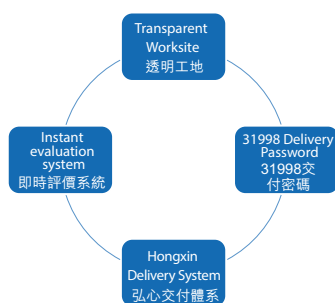 Transparent
Worksite
透明工地
Instant
evaluation
system
即時評價系統
31998 Delivery
Password
31998交
付密碼
Hongxin
Delivery System
弘心交付體系